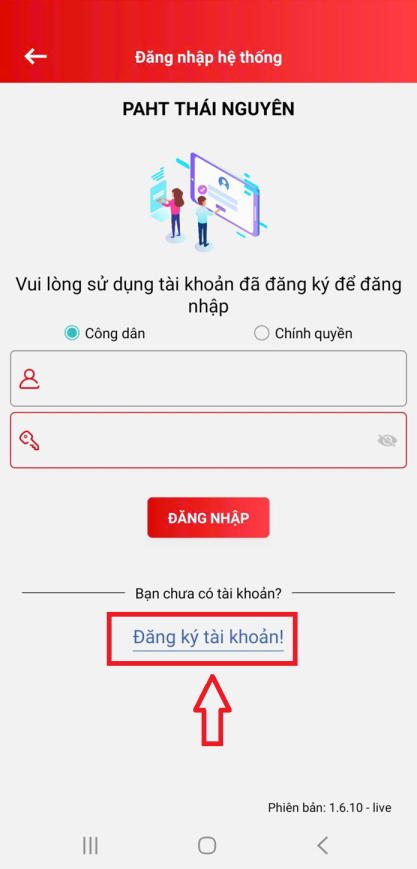 Đăng nhập hệ thống
PAHT THÁI NGUYÊN
Vui lòng sử dụng tài khoản đã đăng ký để đăng
nhập
Công dân
Chính quyền
ĐĂNG NHẬP
Bạn chưa có tài khoản?
Đăng ký tài khoản!
Phiên bản: 1.6.10 - live